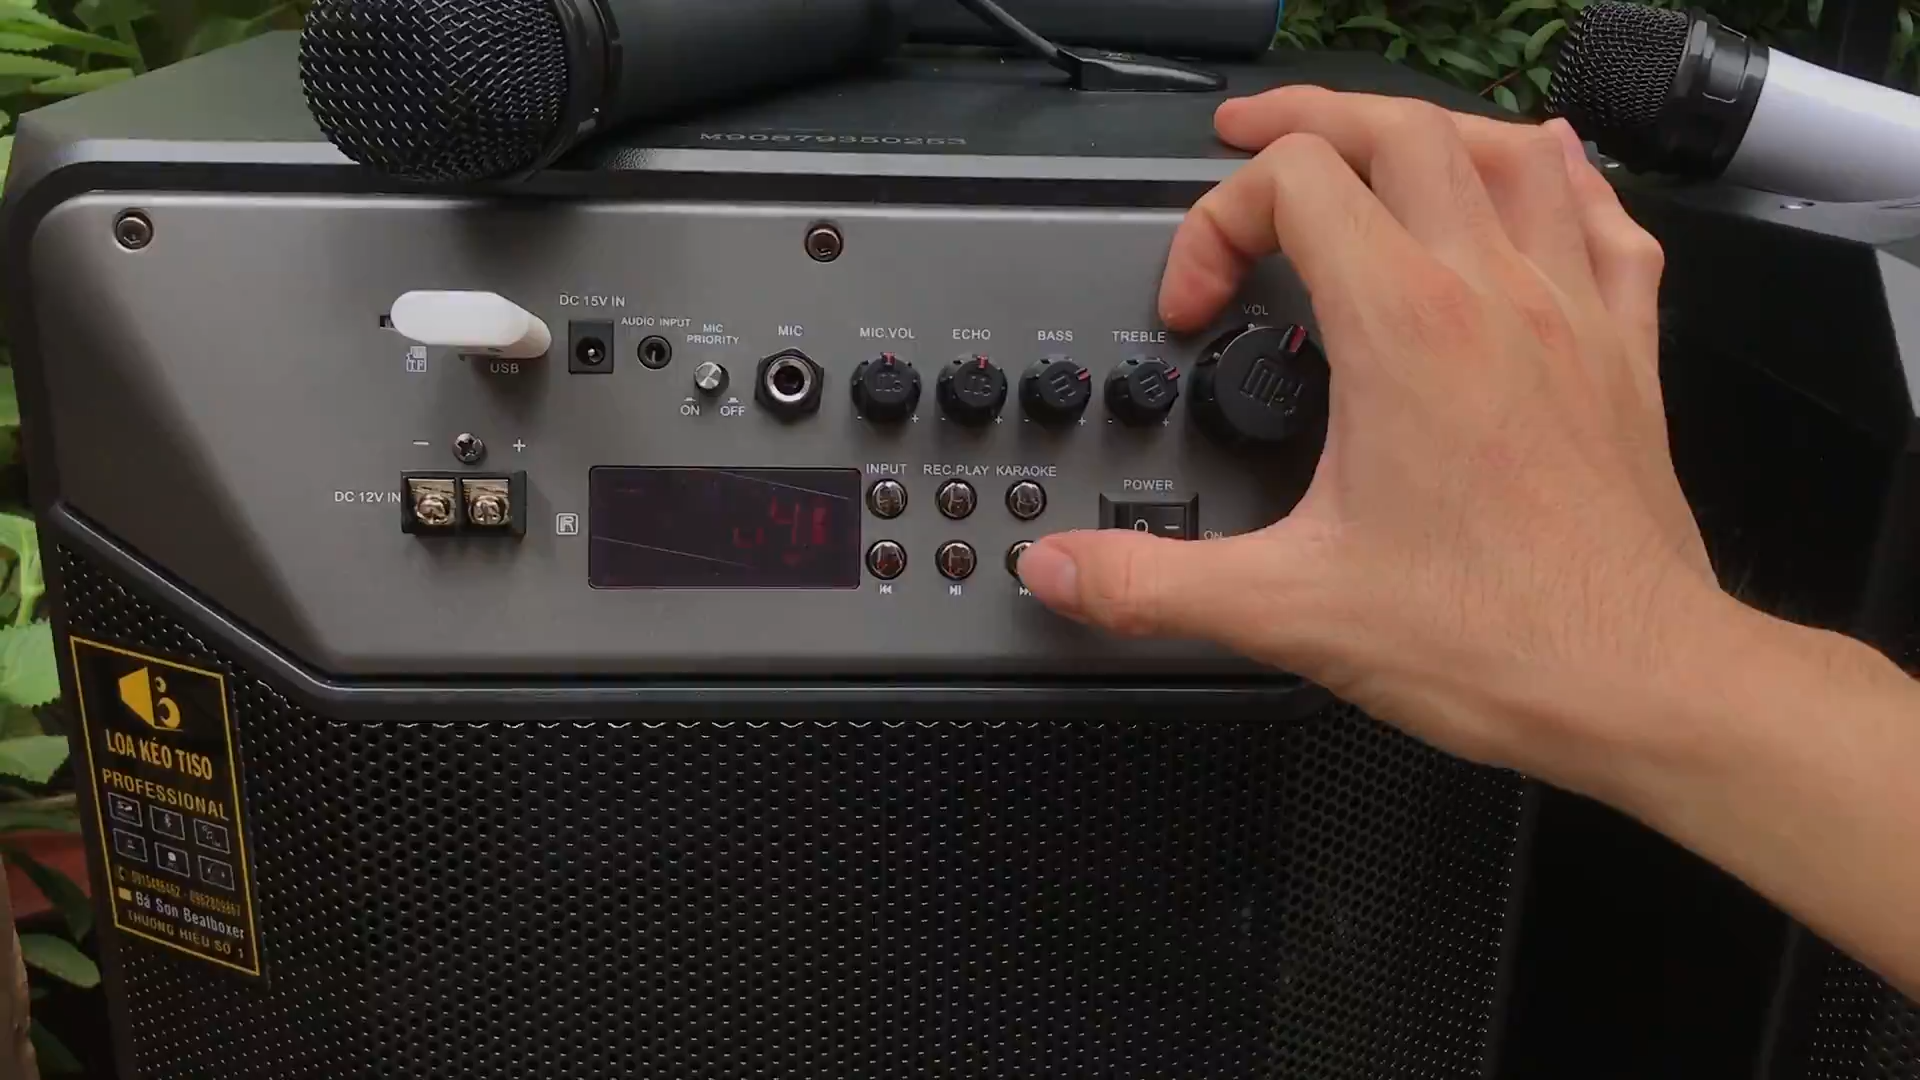 M90879350253
DC 15V IN
AUDIO INPUT
MIC
PRIORITY
MIC
MIC.VOL
ECHO
BASS
TREBLE
VOL
TF
USB
ON
OFF
- +
- +
- +
- +
- +
DC 12V IN
R
INPUT
REC.PLAY
KARAOKE
POWER
ON
LOA KÉO TISO
PROFESSIONAL
Bá Sơn Beatboxer
THƯƠNG HIỆU SỐ 1